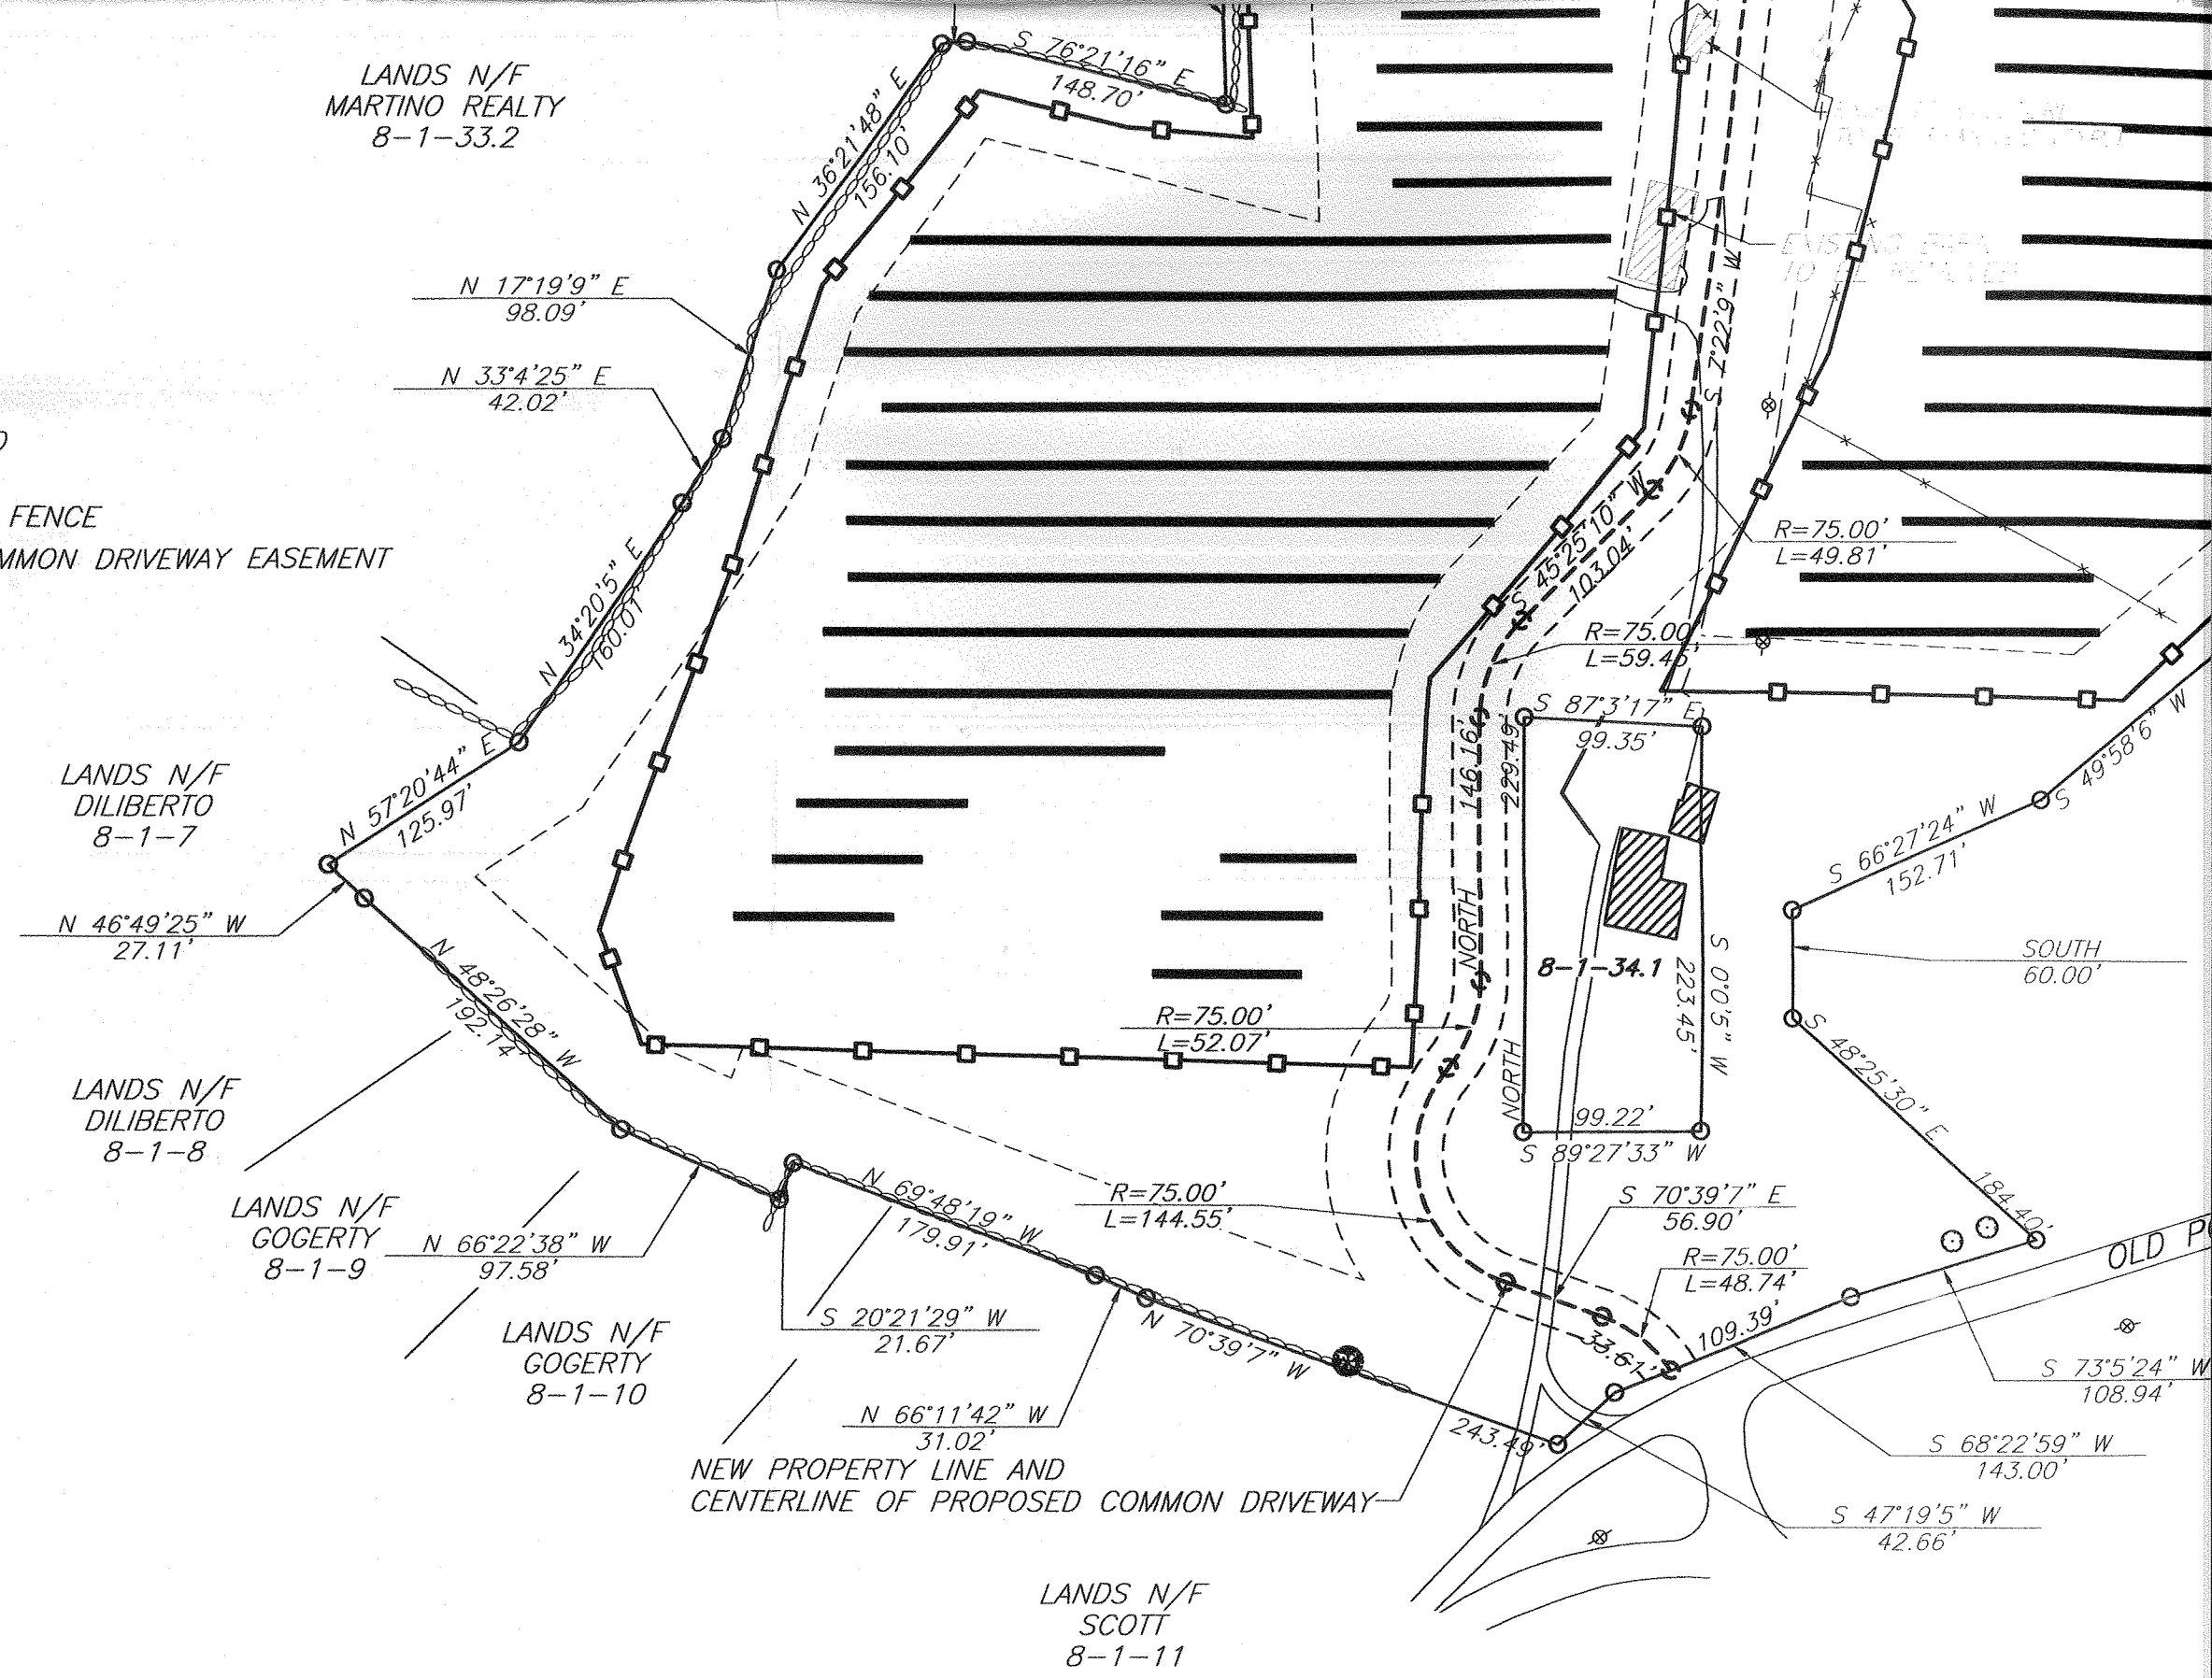 LANDS N/F
MARTINO REALTY
8-1-33.2
S 76°21'16" E
148.70'
N 36°21'48" E
156.10'
N 17°19'9" E
98.09'
N 33°4'25" E
42.02'
FENCE
MMON DRIVEWAY EASEMENT
N 34°20'5" E
160.01'
EXISTING BARN
S 7°22'9" W
S 45°25'10" W
103.04'
R=75.00'
L=49.81'
R=75.00'
L=59.45'
S 87°3'17" E
99.35'
146.16'
NORTH
229.49'
NORTH
S 49°58'6" W
S 66°27'24" W
152.71'
LANDS N/F
DILIBERTO
8-1-7
N 57°20'44" E
125.97'
N 46°49'25" W
27.11'
N 48°26'28" W
192.14'
8-1-34.1
S 0°0'5" W
223.45'
SOUTH
60.00'
R=75.00'
L=52.07'
S 48°25'30" E
184.40'
99.22'
S 89°27'33" W
LANDS N/F
DILIBERTO
8-1-8
LANDS N/F
GOGERTY
8-1-9
N 66°22'38" W
97.58'
N 69°48'19" W
179.91'
R=75.00'
L=144.55'
S 70°39'7" E
56.90'
R=75.00'
L=48.74'
OLD
109.39'
33.61'
S 20°21'29" W
21.67'
LANDS N/F
GOGERTY
8-1-10
N 70°39'7" W
243.49'
N 66°11'42" W
31.02'
S 73°5'24" W
108.94'
S 68°22'59" W
143.00'
S 47°19'5" W
42.66'
NEW PROPERTY LINE AND
CENTERLINE OF PROPOSED COMMON DRIVEWAY
LANDS N/F
SCOTT
8-1-11